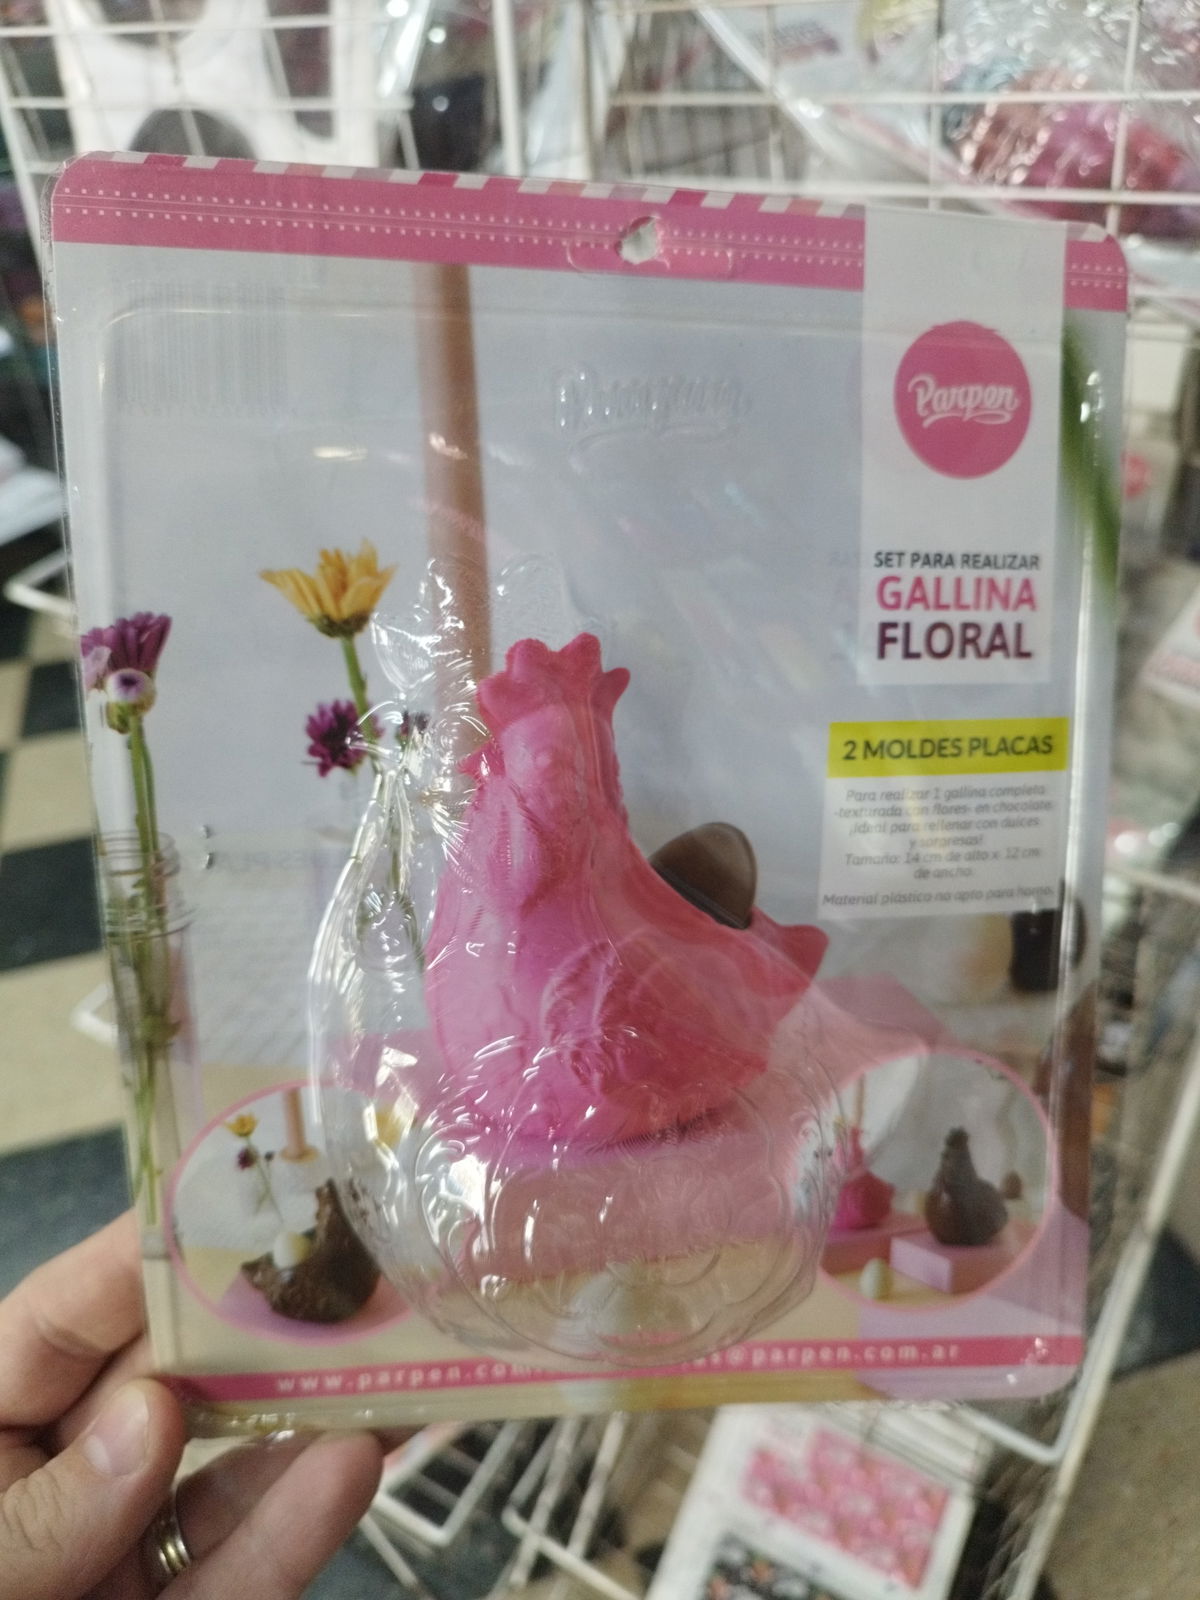 Parpen
SET PARA REALIZAR
GALLINA
FLORAL
2 MOLDES PLACAS
Para realizar 1 gallina completa
-texturada con flores- en chocolate.
¡Ideal para rellenar con dulces
y sorpresas!
Tamaño: 14 cm de alto x 12 cm
de ancho.
Material plástico no apto para horno.
www.parpen.com. @parpen.com.ar